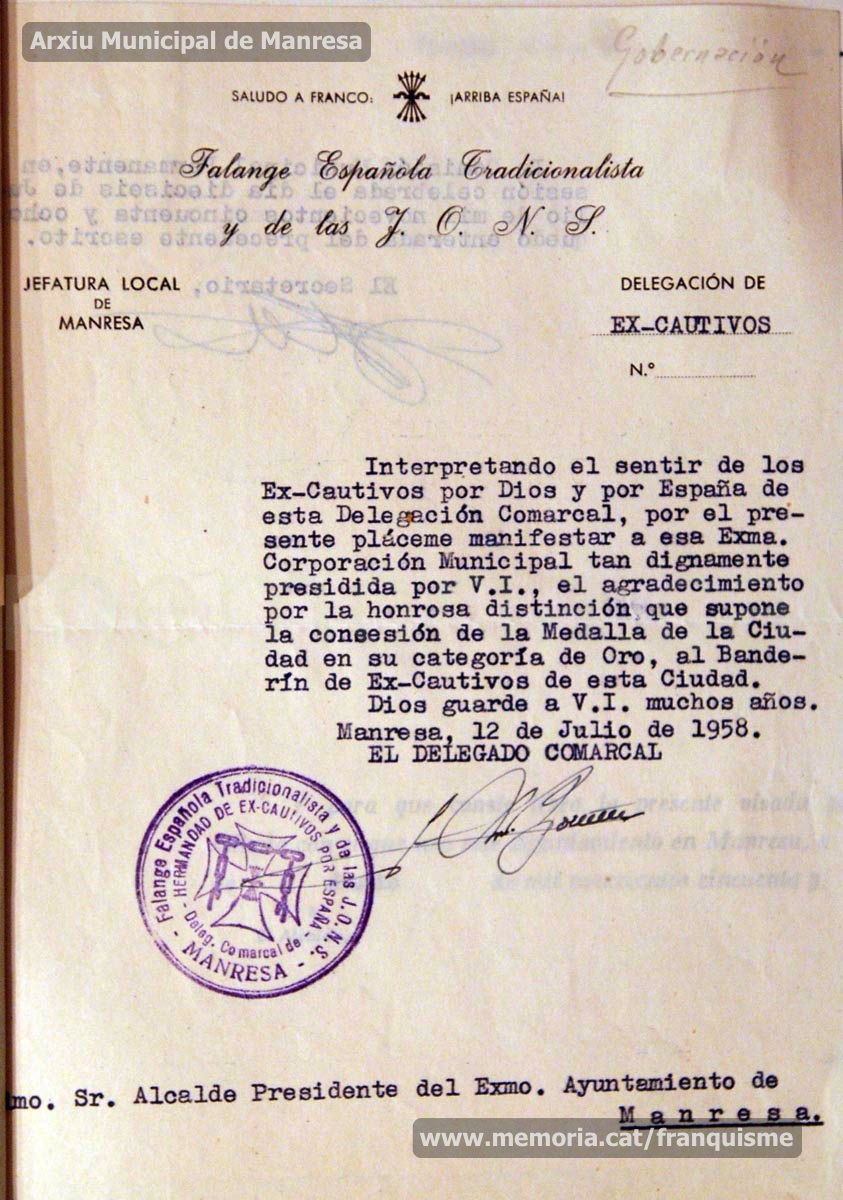 Arxiu Municipal de Manresa
Gobernación
SALUDO A FRANCO: ¡ARRIBA ESPAÑA!
Falange Española Tradicionalista
y de las J. O. N. S.
JEFATURA LOCAL
DE
MANRESA
DELEGACIÓN DE
EX-CAUTIVOS
N.º
Interpretando el sentir de los
Ex-Cautivos por Dios y por España de
esta Delegación Comarcal, por el pre-
sente pláceme manifestar a esa Exma.
Corporación Municipal tan dignamente
presidida por V.I., el agradecimiento
por la honrosa distinción que supone
la consesión de la Medalla de la Ciu-
dad en su categoría de Oro, al Bande-
rín de Ex-Cautivos de esta Ciudad.
Dios guarde a V.I. muchos años.
Manresa, 12 de Julio de 1958.
EL DELEGADO COMARCAL
Falange Española Tradicionalista y de las J.O.N.S.
HERMANDAD DE EX-CAUTIVOS POR ESPAÑA
- Deleg. Comarcal de -
- MANRESA -
mo. Sr. Alcalde Presidente del Exmo. Ayuntamiento de
Manresa.
www.memoria.cat/franquisme